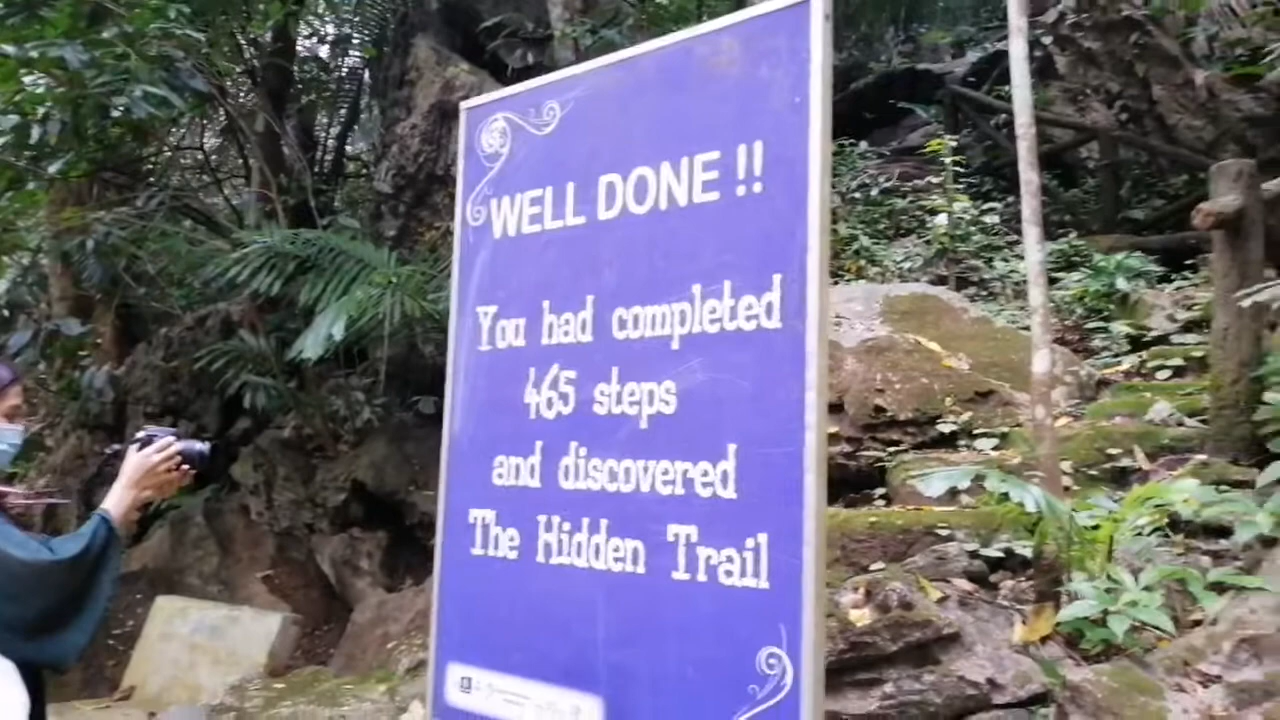 WELL DONE !!
You had completed
465 steps
and discovered
The Hidden Trail